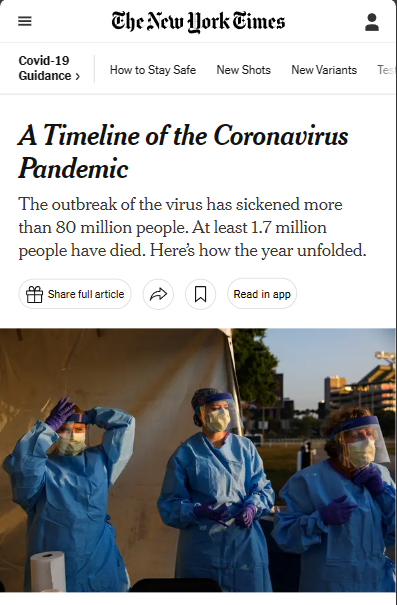 The New York Times
Covid-19
Guidance ›
How to Stay Safe
New Shots
New Variants
A Timeline of the Coronavirus
Pandemic
The outbreak of the virus has sickened more
than 80 million people. At least 1.7 million
people have died. Here’s how the year unfolded.
Share full article
Read in app